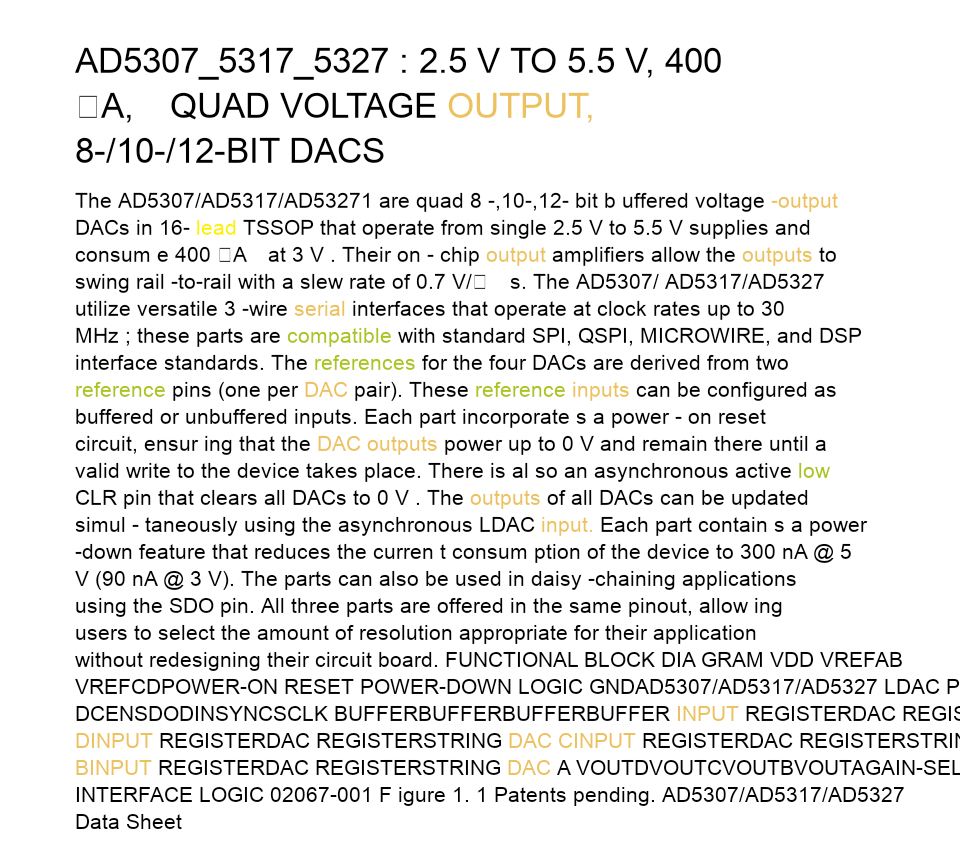 AD5307_5317_5327 : 2.5 V TO 5.5 V, 400
□A, QUAD VOLTAGE OUTPUT,
8-/10-/12-BIT DACS
The AD5307/AD5317/AD53271 are quad 8 -,10-,12- bit b uffered voltage -output
DACs in 16- lead TSSOP that operate from single 2.5 V to 5.5 V supplies and
consum e 400 □A at 3 V . Their on - chip output amplifiers allow the outputs to
swing rail -to-rail with a slew rate of 0.7 V/□ s. The AD5307/ AD5317/AD5327
utilize versatile 3 -wire serial interfaces that operate at clock rates up to 30
MHz ; these parts are compatible with standard SPI, QSPI, MICROWIRE, and DSP
interface standards. The references for the four DACs are derived from two
reference pins (one per DAC pair). These reference inputs can be configured as
buffered or unbuffered inputs. Each part incorporate s a power - on reset
circuit, ensur ing that the DAC outputs power up to 0 V and remain there until a
valid write to the device takes place. There is al so an asynchronous active low
CLR pin that clears all DACs to 0 V . The outputs of all DACs can be updated
simul - taneously using the asynchronous LDAC input. Each part contain s a power
-down feature that reduces the curren t consum ption of the device to 300 nA @ 5
V (90 nA @ 3 V). The parts can also be used in daisy -chaining applications
using the SDO pin. All three parts are offered in the same pinout, allow ing
users to select the amount of resolution appropriate for their application
without redesigning their circuit board. FUNCTIONAL BLOCK DIA GRAM VDD VREFAB
VREFCDPOWER-ON RESET POWER-DOWN LOGIC GNDAD5307/AD5317/AD5327 LDAC P
DCENSDODINSYNCSCLK BUFFERBUFFERBUFFERBUFFER INPUT REGISTERDAC REGIS
DINPUT REGISTERDAC REGISTERSTRING DAC CINPUT REGISTERDAC REGISTERSTRIN
BINPUT REGISTERDAC REGISTERSTRING DAC A VOUTDVOUTCVOUTBVOUTAGAIN-SEL
INTERFACE LOGIC 02067-001 F igure 1. 1 Patents pending. AD5307/AD5317/AD5327
Data Sheet